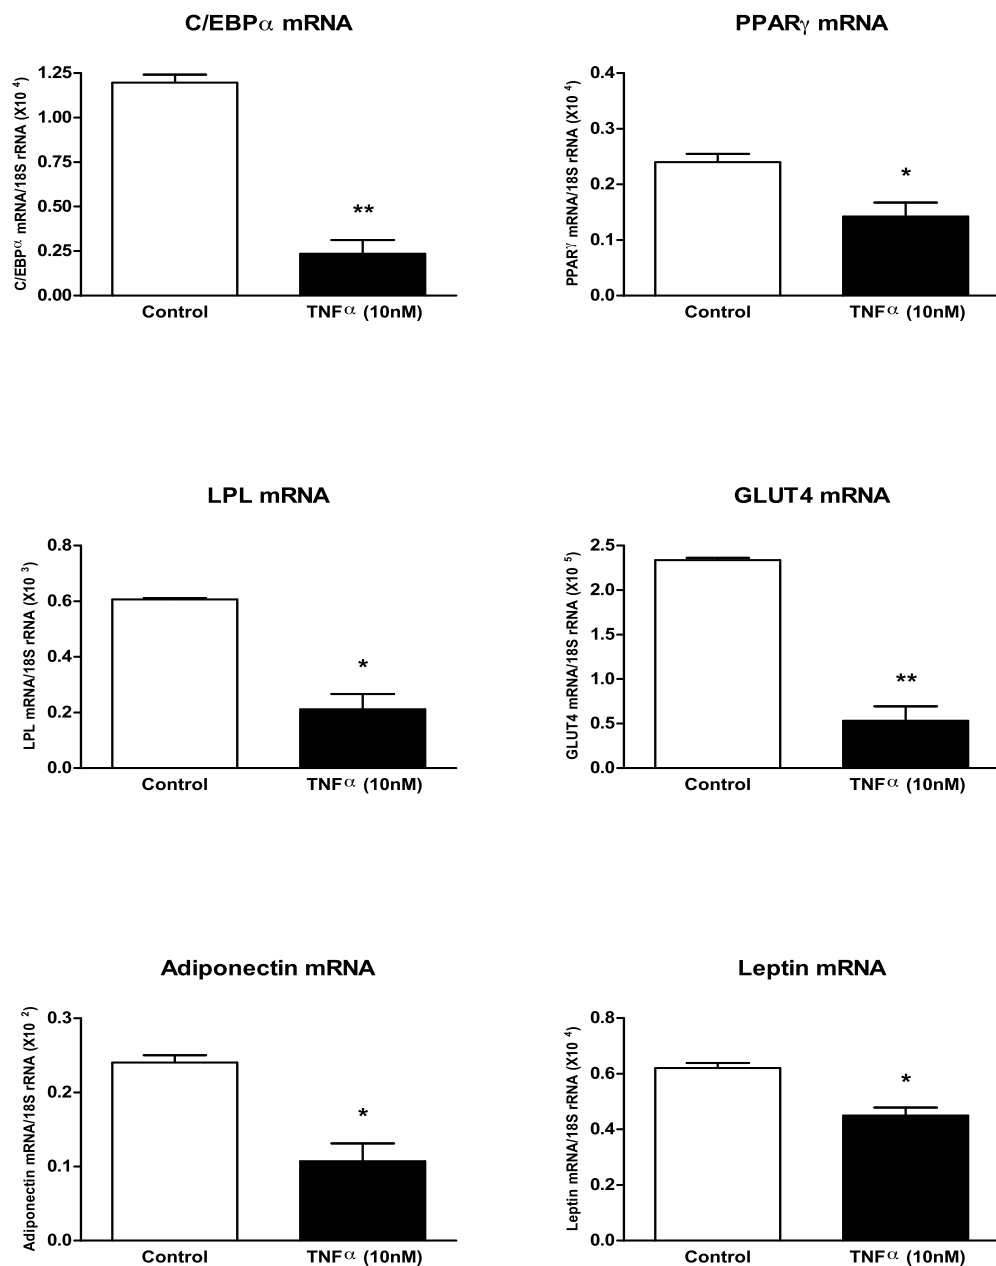 C/EBPα mRNA
C/EBPα mRNA/18S rRNA (X10 4)
1.25
1.00
0.75
0.50
0.25
0.00
**
Control
TNFα (10nM)
PPARγ mRNA
PPARγ mRNA/18S rRNA (X10 4)
0.4
0.3
0.2
0.1
0.0
*
Control
TNFα (10nM)
LPL mRNA
LPL mRNA/18S rRNA (X10 3)
0.8
0.6
0.4
0.2
0.0
*
Control
TNFα (10nM)
GLUT4 mRNA
GLUT4 mRNA/18S rRNA (X10 5)
2.5
2.0
1.5
1.0
0.5
0.0
**
Control
TNFα (10nM)
Adiponectin mRNA
Adiponectin mRNA/18S rRNA (X10 2)
0.3
0.2
0.1
0.0
*
Control
TNFα (10nM)
Leptin mRNA
Leptin mRNA/18S rRNA (X10 4)
0.8
0.6
0.4
0.2
0.0
*
Control
TNFα (10nM)